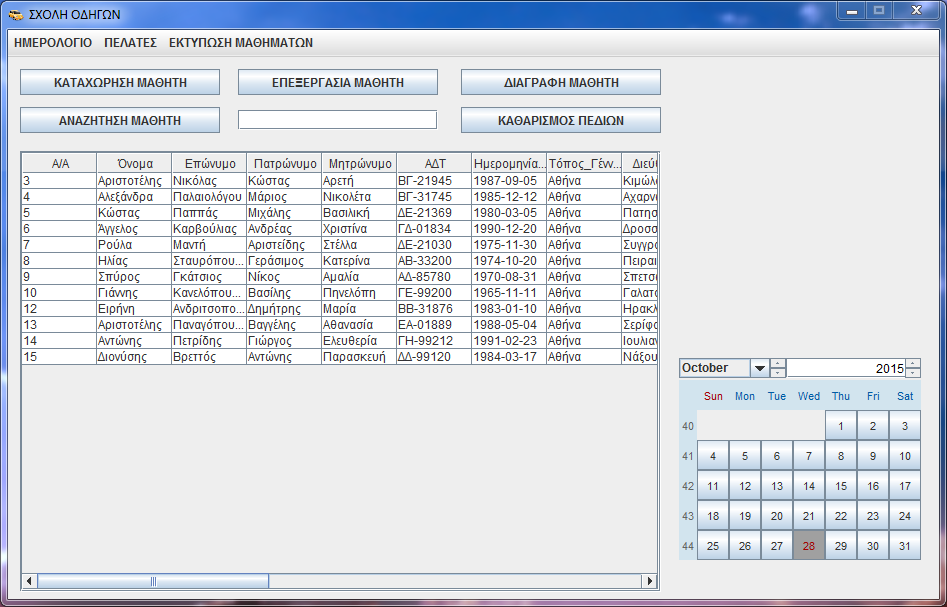 ΣΧΟΛΗ ΟΔΗΓΩΝ
ΗΜΕΡΟΛΟΓΙΟ ΠΕΛΑΤΕΣ ΕΚΤΥΠΩΣΗ ΜΑΘΗΜΑΤΩΝ
ΚΑΤΑΧΩΡΗΣΗ ΜΑΘΗΤΗ ΕΠΕΞΕΡΓΑΣΙΑ ΜΑΘΗΤΗ ΔΙΑΓΡΑΦΗ ΜΑΘΗΤΗ
ΑΝΑΖΗΤΗΣΗ ΜΑΘΗΤΗ ΚΑΘΑΡΙΣΜΟΣ ΠΕΔΙΩΝ
Α/Α Όνομα Επώνυμο Πατρώνυμο Μητρώνυμο ΑΔΤ Ημερομηνία... Τόπος_Γένν... Διεύθ
3 Αριστοτέλης Νικόλας Κώστας Αρετή ΒΓ-21945 1987-09-05 Αθήνα Κιμώλ
4 Αλεξάνδρα Παλαιολόγου Μάριος Νικολέτα ΒΓ-31745 1985-12-12 Αθήνα Αχαρν
5 Κώστας Παππάς Μιχάλης Βασιλική ΔΕ-21369 1980-03-05 Αθήνα Πατησ
6 Άγγελος Καρβούλιας Ανδρέας Χριστίνα ΓΔ-01834 1990-12-20 Αθήνα Δροσσ
7 Ρούλα Μαντή Αριστείδης Στέλλα ΔΕ-21030 1975-11-30 Αθήνα Συγγρ
8 Ηλίας Σταυρόπου... Γεράσιμος Κατερίνα ΑΒ-33200 1974-10-20 Αθήνα Πειραι
9 Σπύρος Γκάτσιος Νίκος Αμαλία ΑΔ-85780 1970-08-31 Αθήνα Σπετσ
10 Γιάννης Κανελόπου... Βασίλης Πηνελόπη ΓΕ-99200 1965-11-11 Αθήνα Γαλατ
12 Ειρήνη Ανδριτσοπο... Δημήτρης Μαρία ΒΒ-31876 1983-01-10 Αθήνα Ηρακλ
13 Αριστοτέλης Παναγόπου... Βαγγέλης Αθανασία ΕΑ-01889 1988-05-04 Αθήνα Σερίφο
14 Αντώνης Πετρίδης Γιώργος Ελευθερία ΓΗ-99212 1991-02-23 Αθήνα Ιουλιαν
15 Διονύσης Βρεττός Αντώνης Παρασκευή ΔΔ-99120 1984-03-17 Αθήνα Νάξου
October 2015
Sun Mon Tue Wed Thu Fri Sat
40 1 2 3
41 4 5 6 7 8 9 10
42 11 12 13 14 15 16 17
43 18 19 20 21 22 23 24
44 25 26 27 28 29 30 31